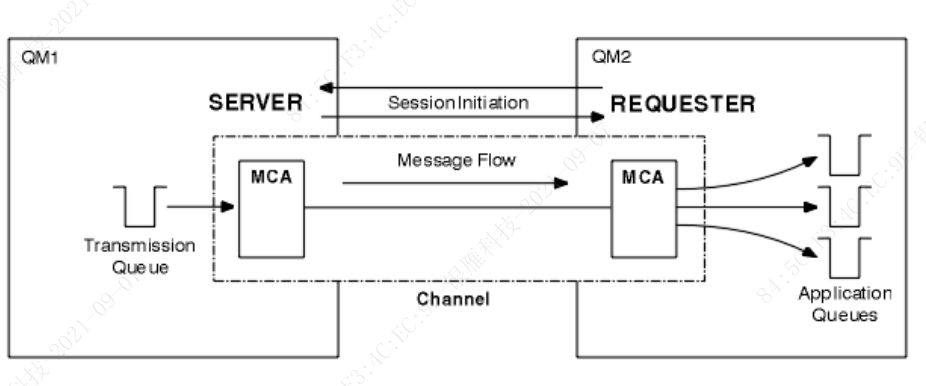 QM1
QM2
SERVER
Session Initiation
REQUESTER
Message Flow
MCA
MCA
Transmission
Queue
Channel
Application
Queues